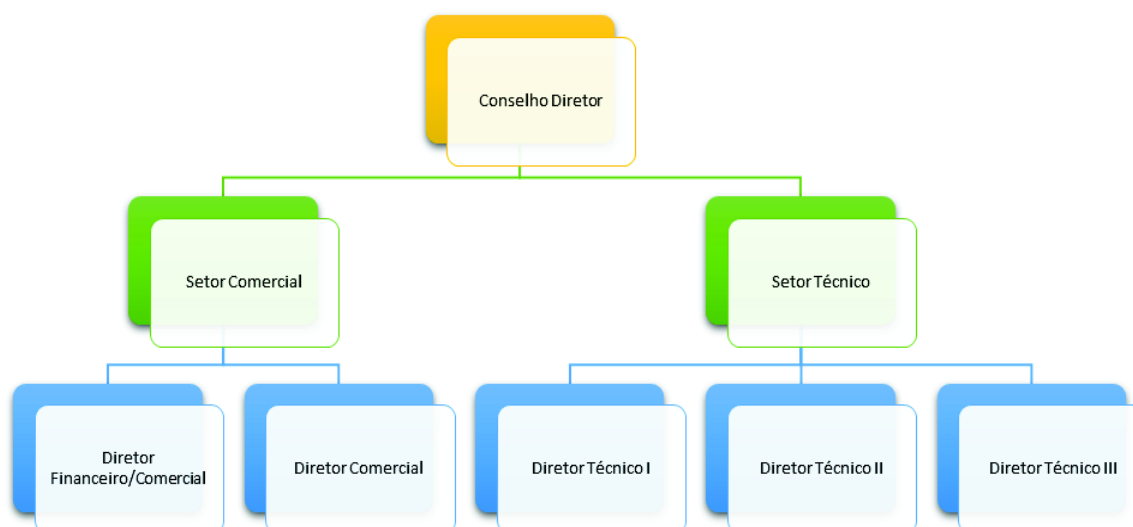 Conselho Diretor
Setor Comercial
Setor Técnico
Diretor
Financeiro/Comercial
Diretor Comercial
Diretor Técnico I
Diretor Técnico II
Diretor Técnico III